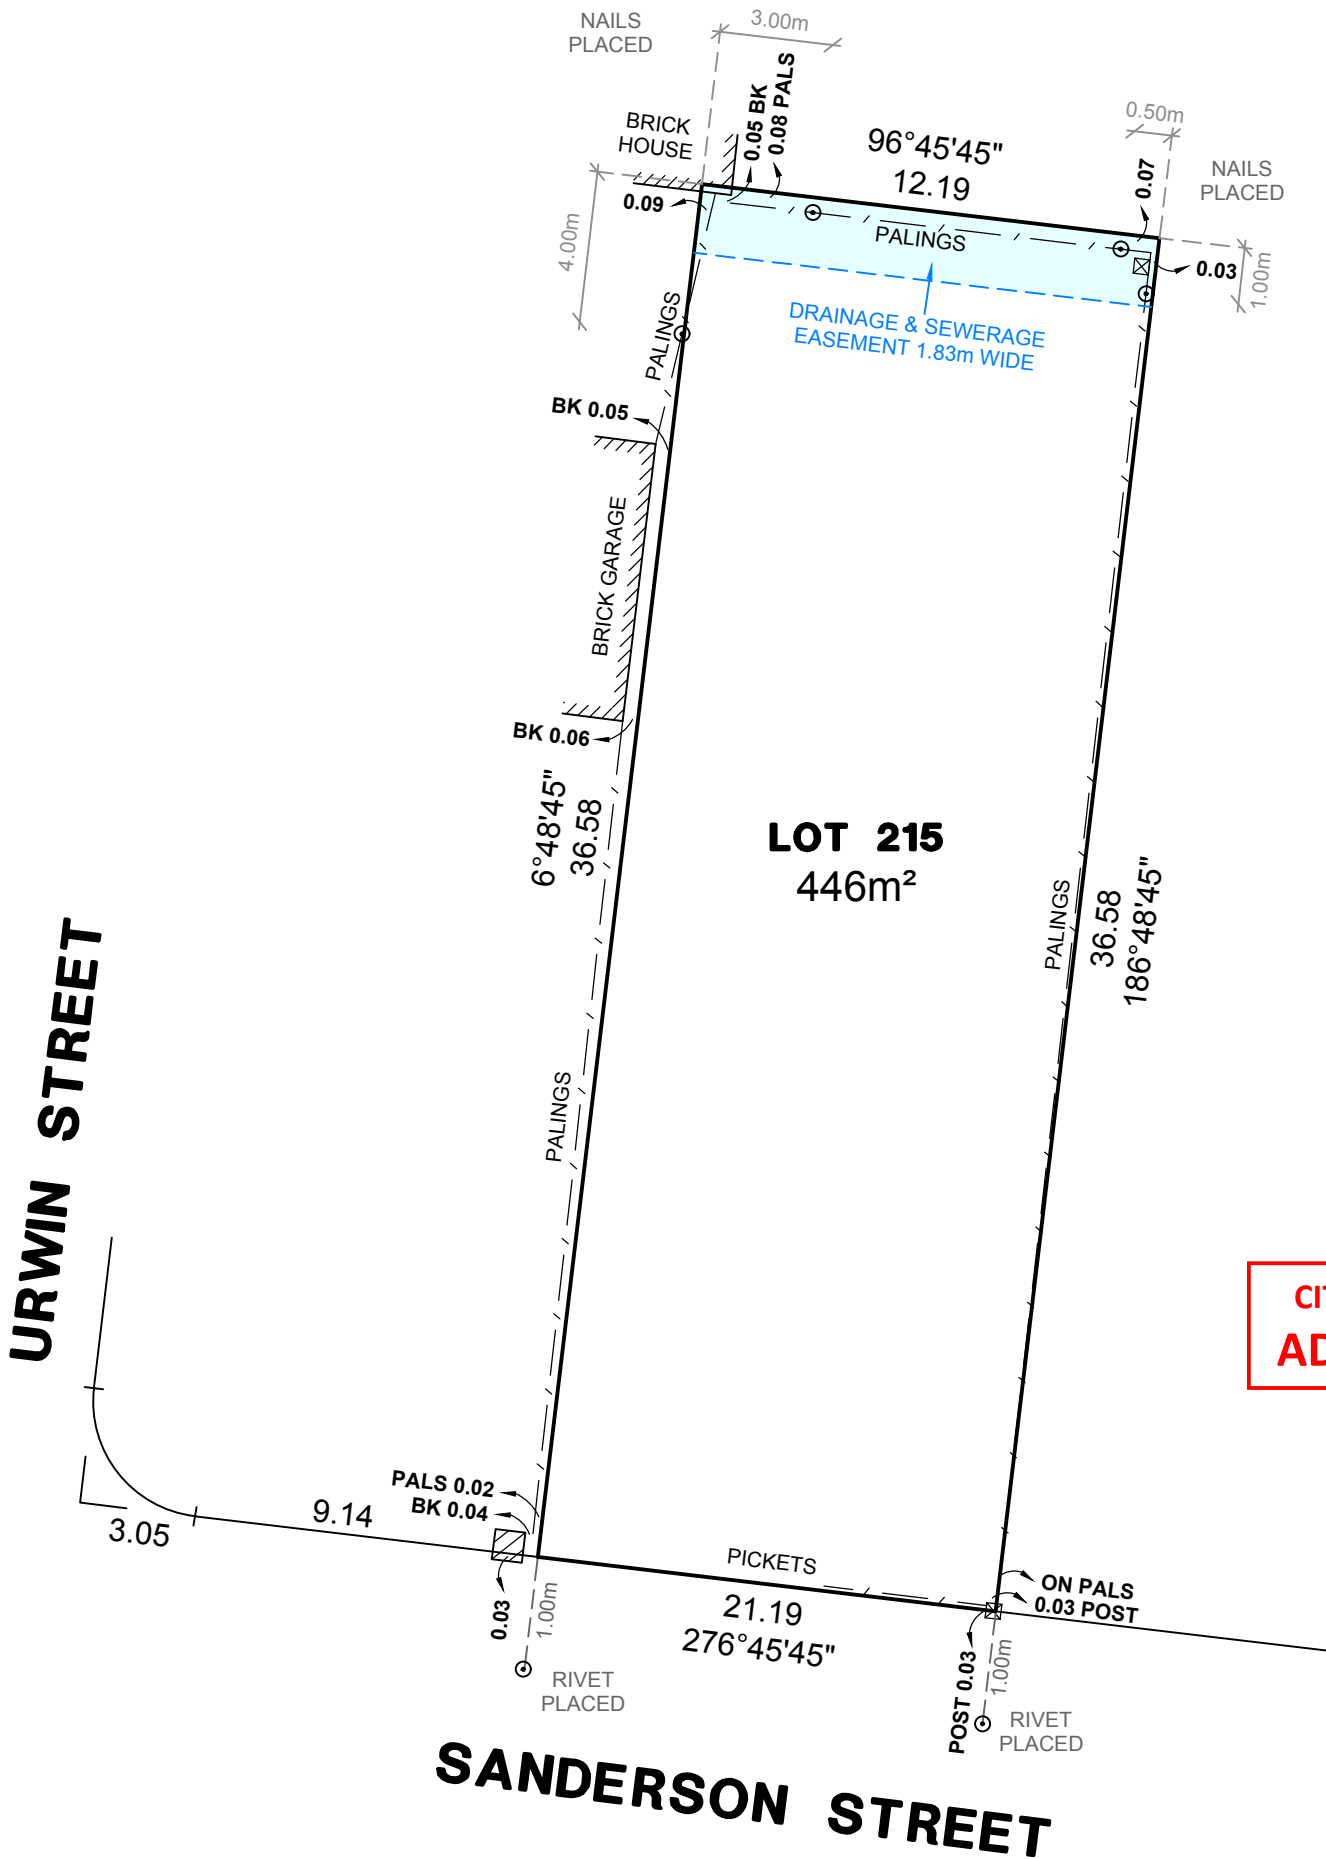 NAILS
PLACED
3.00m
BRICK
HOUSE
0.05 BK
0.08 PALS
96°45'45"
12.19
0.50m
0.07
NAILS
PLACED
0.09
4.00m
PALINGS
0.03
1.00m
DRAINAGE & SEWERAGE
EASEMENT 1.83m WIDE
PALINGS
BK 0.05
BRICK GARAGE
BK 0.06
6°48'45"
36.58
LOT 215
446m²
PALINGS
36.58
186°48'45"
URWIN STREET
PALINGS
CIT
AD
PALS 0.02
BK 0.04
9.14
3.05
PICKETS
ON PALS
0.03 POST
0.03
1.00m
21.19
276°45'45"
POST 0.03
1.00m
RIVET
PLACED
RIVET
PLACED
SANDERSON STREET